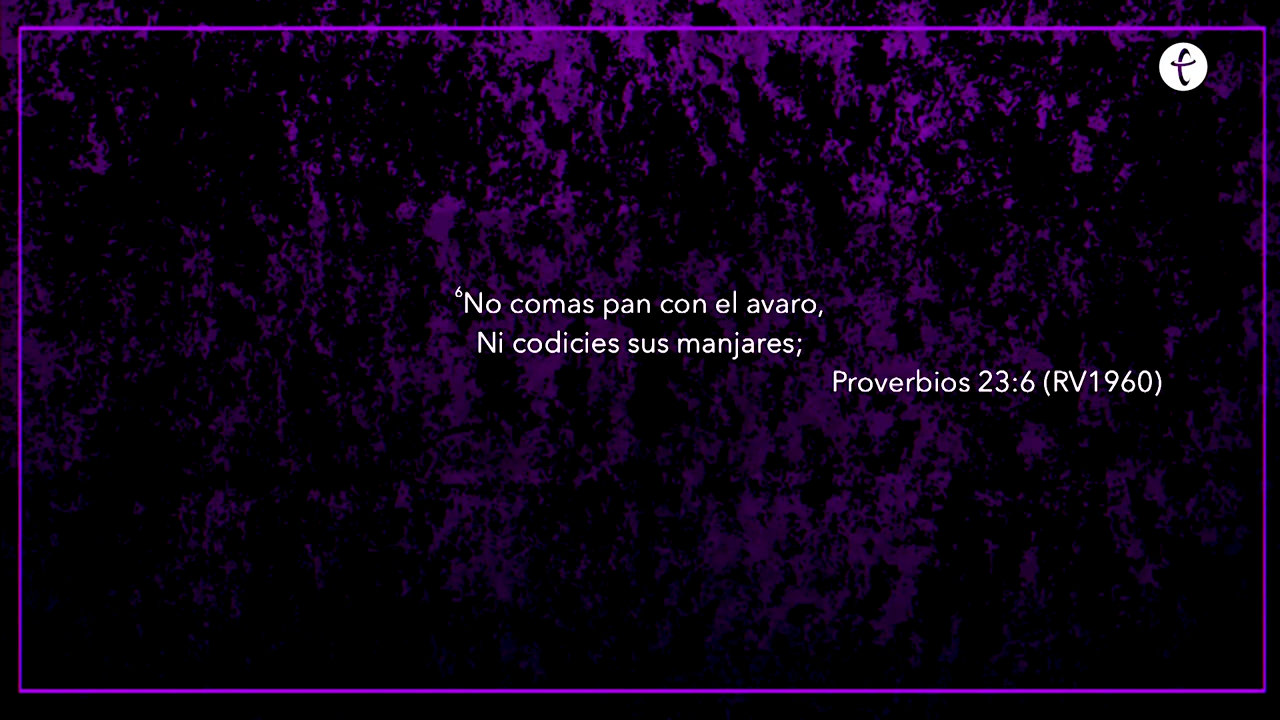 ⁶No comas pan con el avaro,
Ni codicies sus manjares;
Proverbios 23:6 (RV1960)